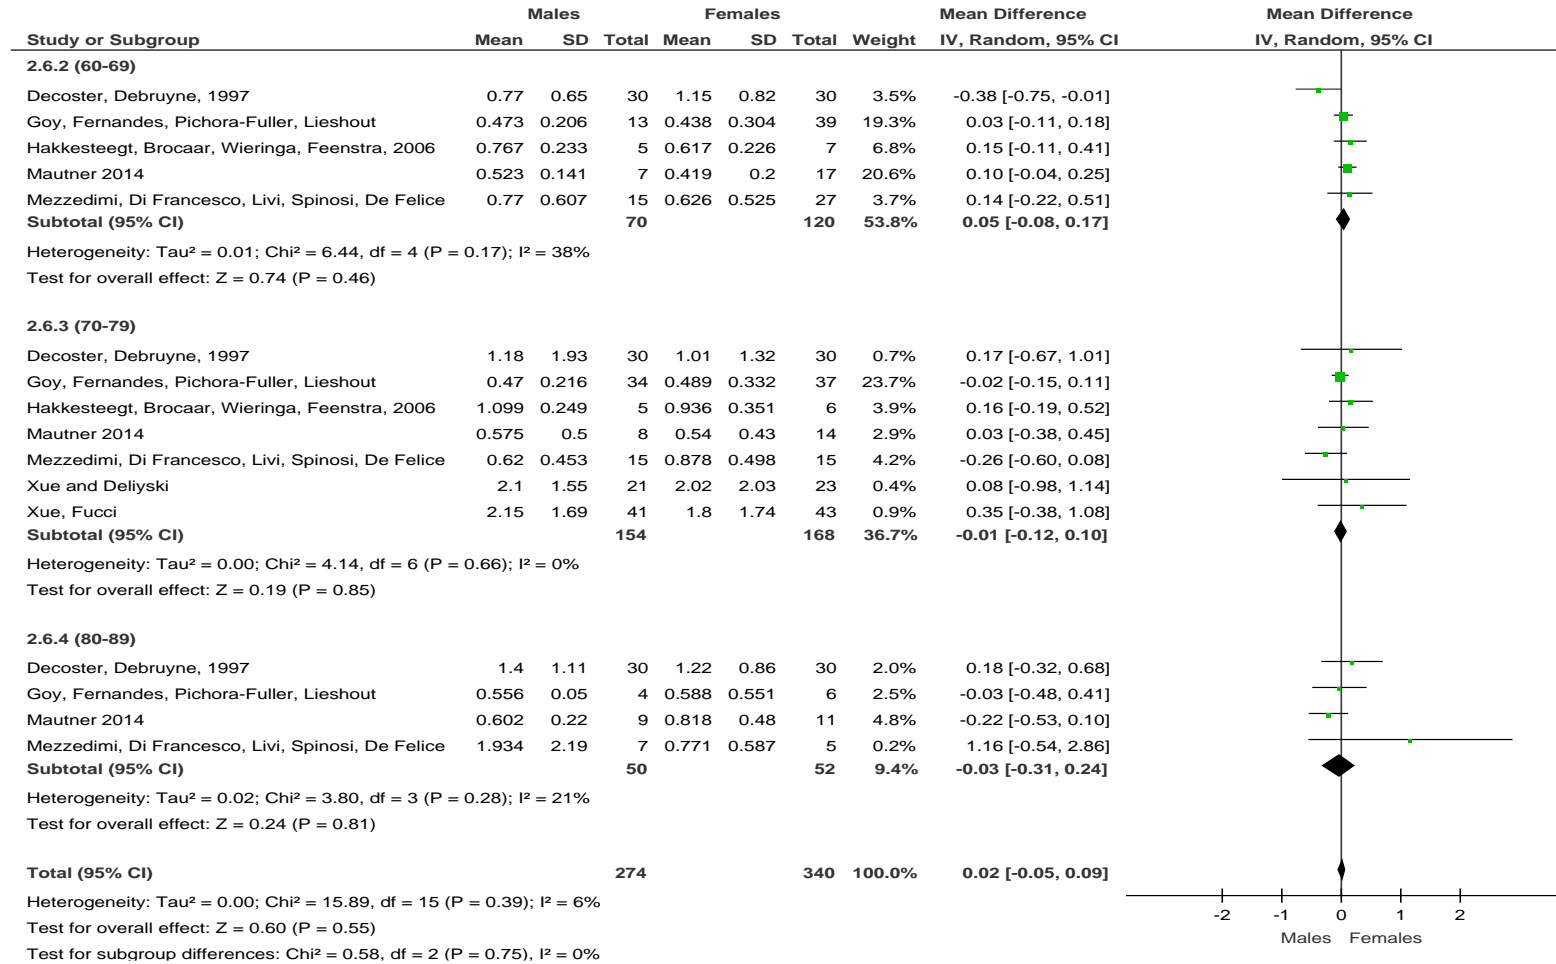 Males Females Mean Difference Mean Difference
Study or Subgroup Mean SD Total Mean SD Total Weight IV, Random, 95% CI IV, Random, 95% CI
2.6.2 (60-69)
Decoster, Debruyne, 1997 0.77 0.65 30 1.15 0.82 30 3.5% -0.38 [-0.75, -0.01]
Goy, Fernandes, Pichora-Fuller, Lieshout 0.473 0.206 13 0.438 0.304 39 19.3% 0.03 [-0.11, 0.18]
Hakkesteegt, Brocaar, Wieringa, Feenstra, 2006 0.767 0.233 5 0.617 0.226 7 6.8% 0.15 [-0.11, 0.41]
Mautner 2014 0.523 0.141 7 0.419 0.2 17 20.6% 0.10 [-0.04, 0.25]
Mezzedimi, Di Francesco, Livi, Spinosi, De Felice 0.77 0.607 15 0.626 0.525 27 3.7% 0.14 [-0.22, 0.51]
Subtotal (95% CI) 70 120 53.8% 0.05 [-0.08, 0.17]
Heterogeneity: Tau² = 0.01; Chi² = 6.44, df = 4 (P = 0.17); I² = 38%
Test for overall effect: Z = 0.74 (P = 0.46)
2.6.3 (70-79)
Decoster, Debruyne, 1997 1.18 1.93 30 1.01 1.32 30 0.7% 0.17 [-0.67, 1.01]
Goy, Fernandes, Pichora-Fuller, Lieshout 0.47 0.216 34 0.489 0.332 37 23.7% -0.02 [-0.15, 0.11]
Hakkesteegt, Brocaar, Wieringa, Feenstra, 2006 1.099 0.249 5 0.936 0.351 6 3.9% 0.16 [-0.19, 0.52]
Mautner 2014 0.575 0.5 8 0.54 0.43 14 2.9% 0.03 [-0.38, 0.45]
Mezzedimi, Di Francesco, Livi, Spinosi, De Felice 0.62 0.453 15 0.878 0.498 15 4.2% -0.26 [-0.60, 0.08]
Xue and Deliyski 2.1 1.55 21 2.02 2.03 23 0.4% 0.08 [-0.98, 1.14]
Xue, Fucci 2.15 1.69 41 1.8 1.74 43 0.9% 0.35 [-0.38, 1.08]
Subtotal (95% CI) 154 168 36.7% -0.01 [-0.12, 0.10]
Heterogeneity: Tau² = 0.00; Chi² = 4.14, df = 6 (P = 0.66); I² = 0%
Test for overall effect: Z = 0.19 (P = 0.85)
2.6.4 (80-89)
Decoster, Debruyne, 1997 1.4 1.11 30 1.22 0.86 30 2.0% 0.18 [-0.32, 0.68]
Goy, Fernandes, Pichora-Fuller, Lieshout 0.556 0.05 4 0.588 0.551 6 2.5% -0.03 [-0.48, 0.41]
Mautner 2014 0.602 0.22 9 0.818 0.48 11 4.8% -0.22 [-0.53, 0.10]
Mezzedimi, Di Francesco, Livi, Spinosi, De Felice 1.934 2.19 7 0.771 0.587 5 0.2% 1.16 [-0.54, 2.86]
Subtotal (95% CI) 50 52 9.4% -0.03 [-0.31, 0.24]
Heterogeneity: Tau² = 0.02; Chi² = 3.80, df = 3 (P = 0.28); I² = 21%
Test for overall effect: Z = 0.24 (P = 0.81)
Total (95% CI) 274 340 100.0% 0.02 [-0.05, 0.09]
Heterogeneity: Tau² = 0.00; Chi² = 15.89, df = 15 (P = 0.39); I² = 6%
Test for overall effect: Z = 0.60 (P = 0.55)
Test for subgroup differences: Chi² = 0.58, df = 2 (P = 0.75), I² = 0%
-2 -1 0 1 2
Males Females